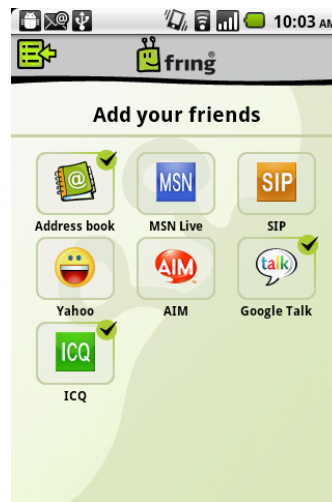 10:03 AM
fring®
Add your friends
@
MSN
SIP
Address book
MSN Live
SIP
AIM
talk
Yahoo
AIM
Google Talk
ICQ
ICQ